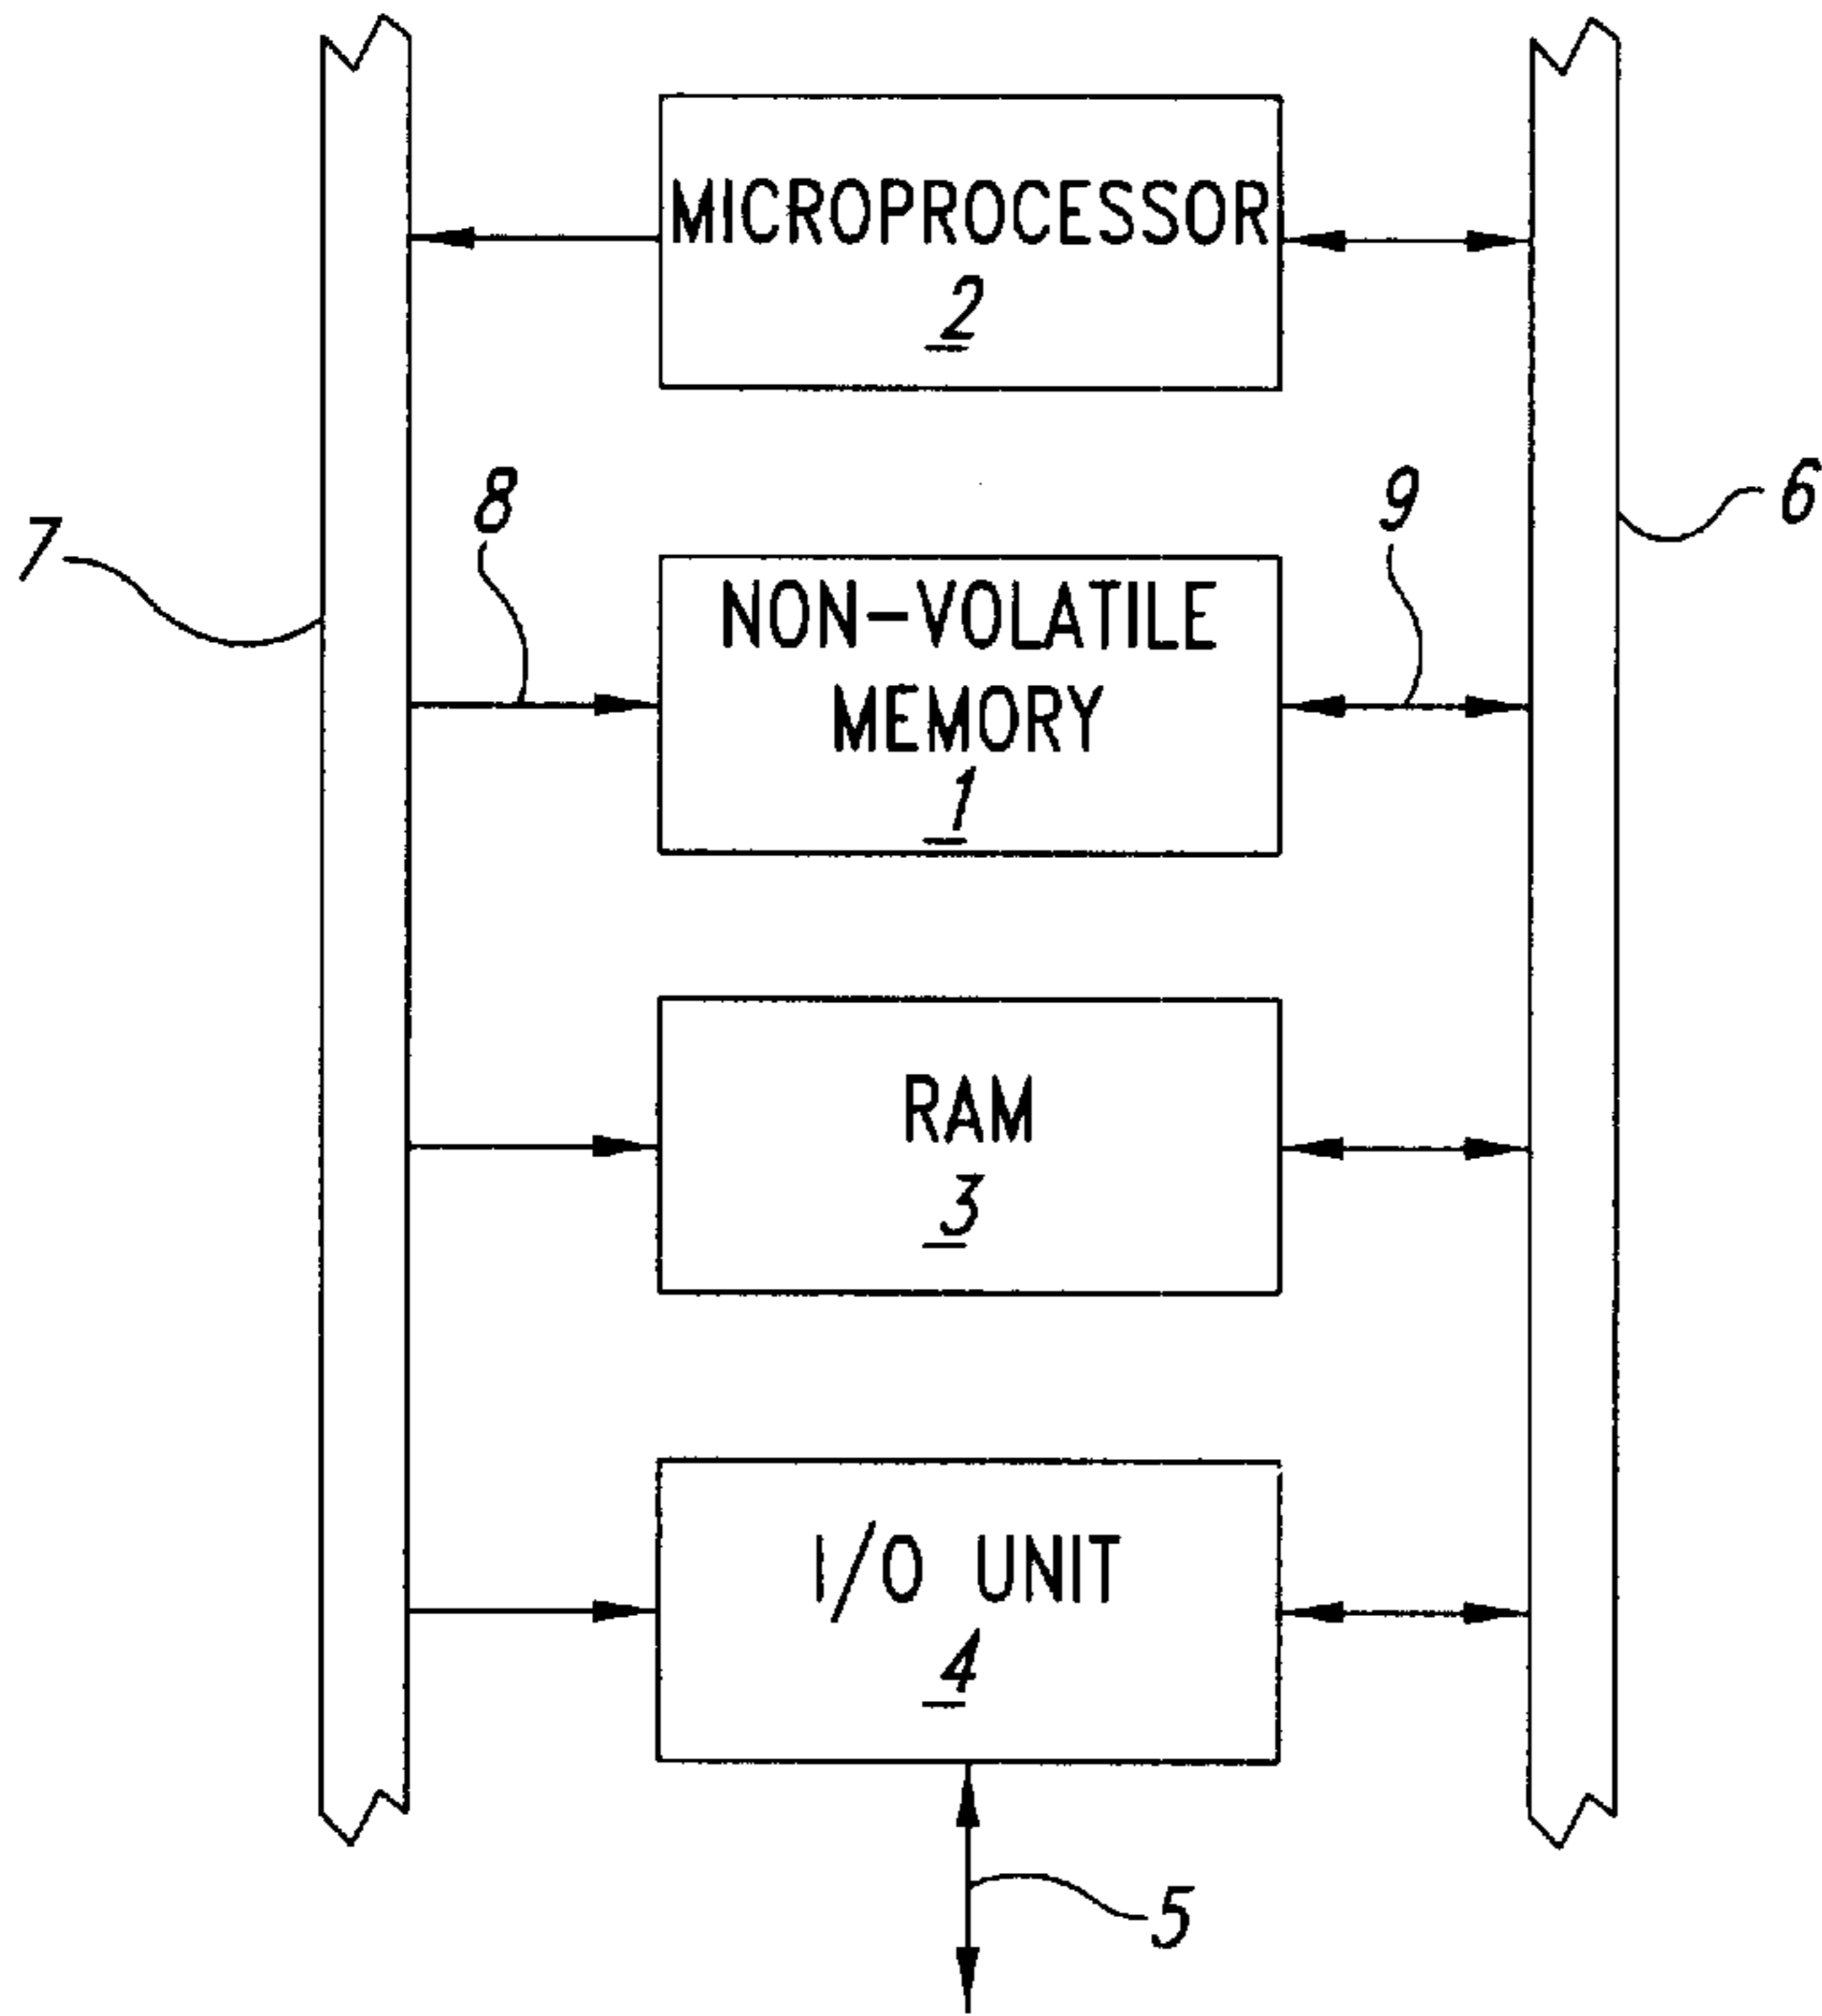 MICROPROCESSOR
2
8
9
6
7
NON-VOLATILE
MEMORY
1
RAM
3
I/O UNIT
4
5